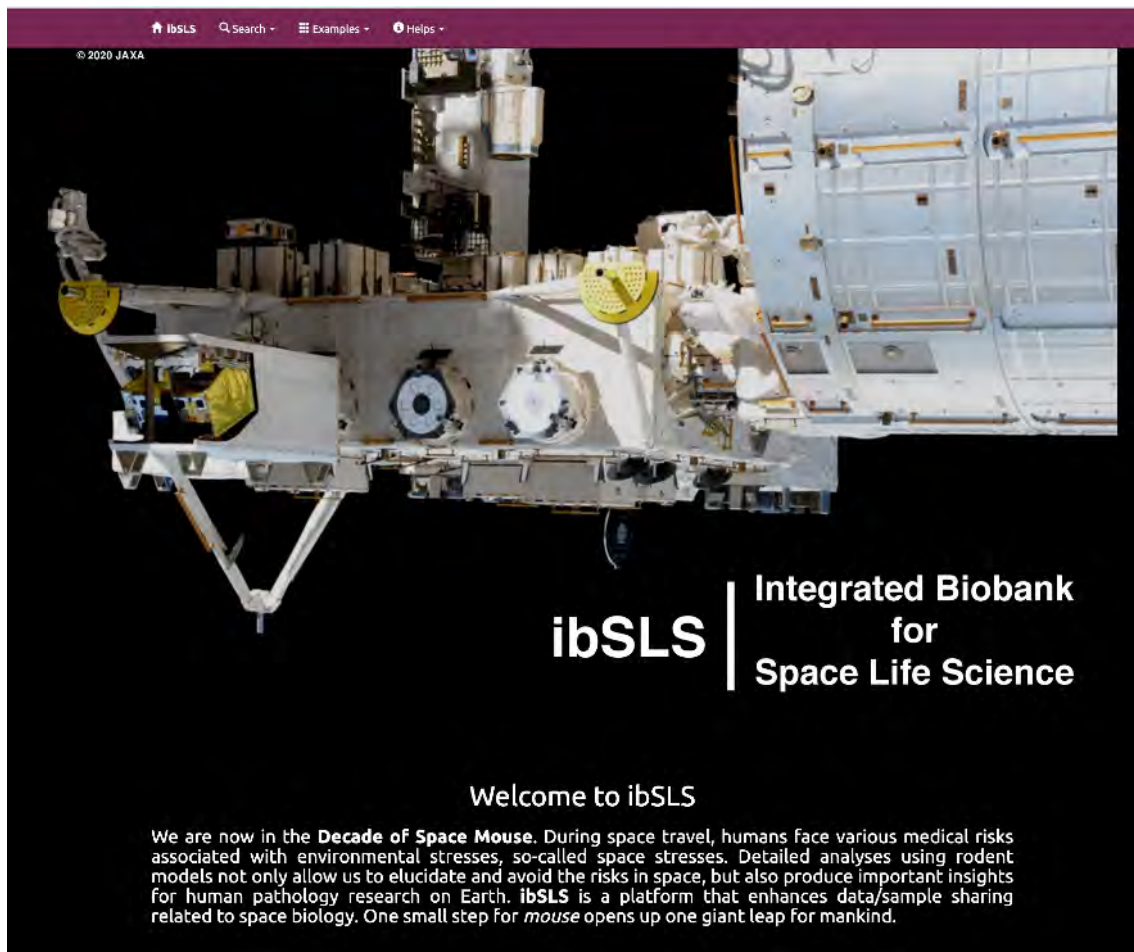 ibSLS Search Examples Helps
© 2020 JAXA
ibSLS
Integrated Biobank
for
Space Life Science
Welcome to ibSLS
We are now in the Decade of Space Mouse. During space travel, humans face various medical risks
associated with environmental stresses, so-called space stresses. Detailed analyses using rodent
models not only allow us to elucidate and avoid the risks in space, but also produce important insights
for human pathology research on Earth. ibSLS is a platform that enhances data/sample sharing
related to space biology. One small step for mouse opens up one giant leap for mankind.